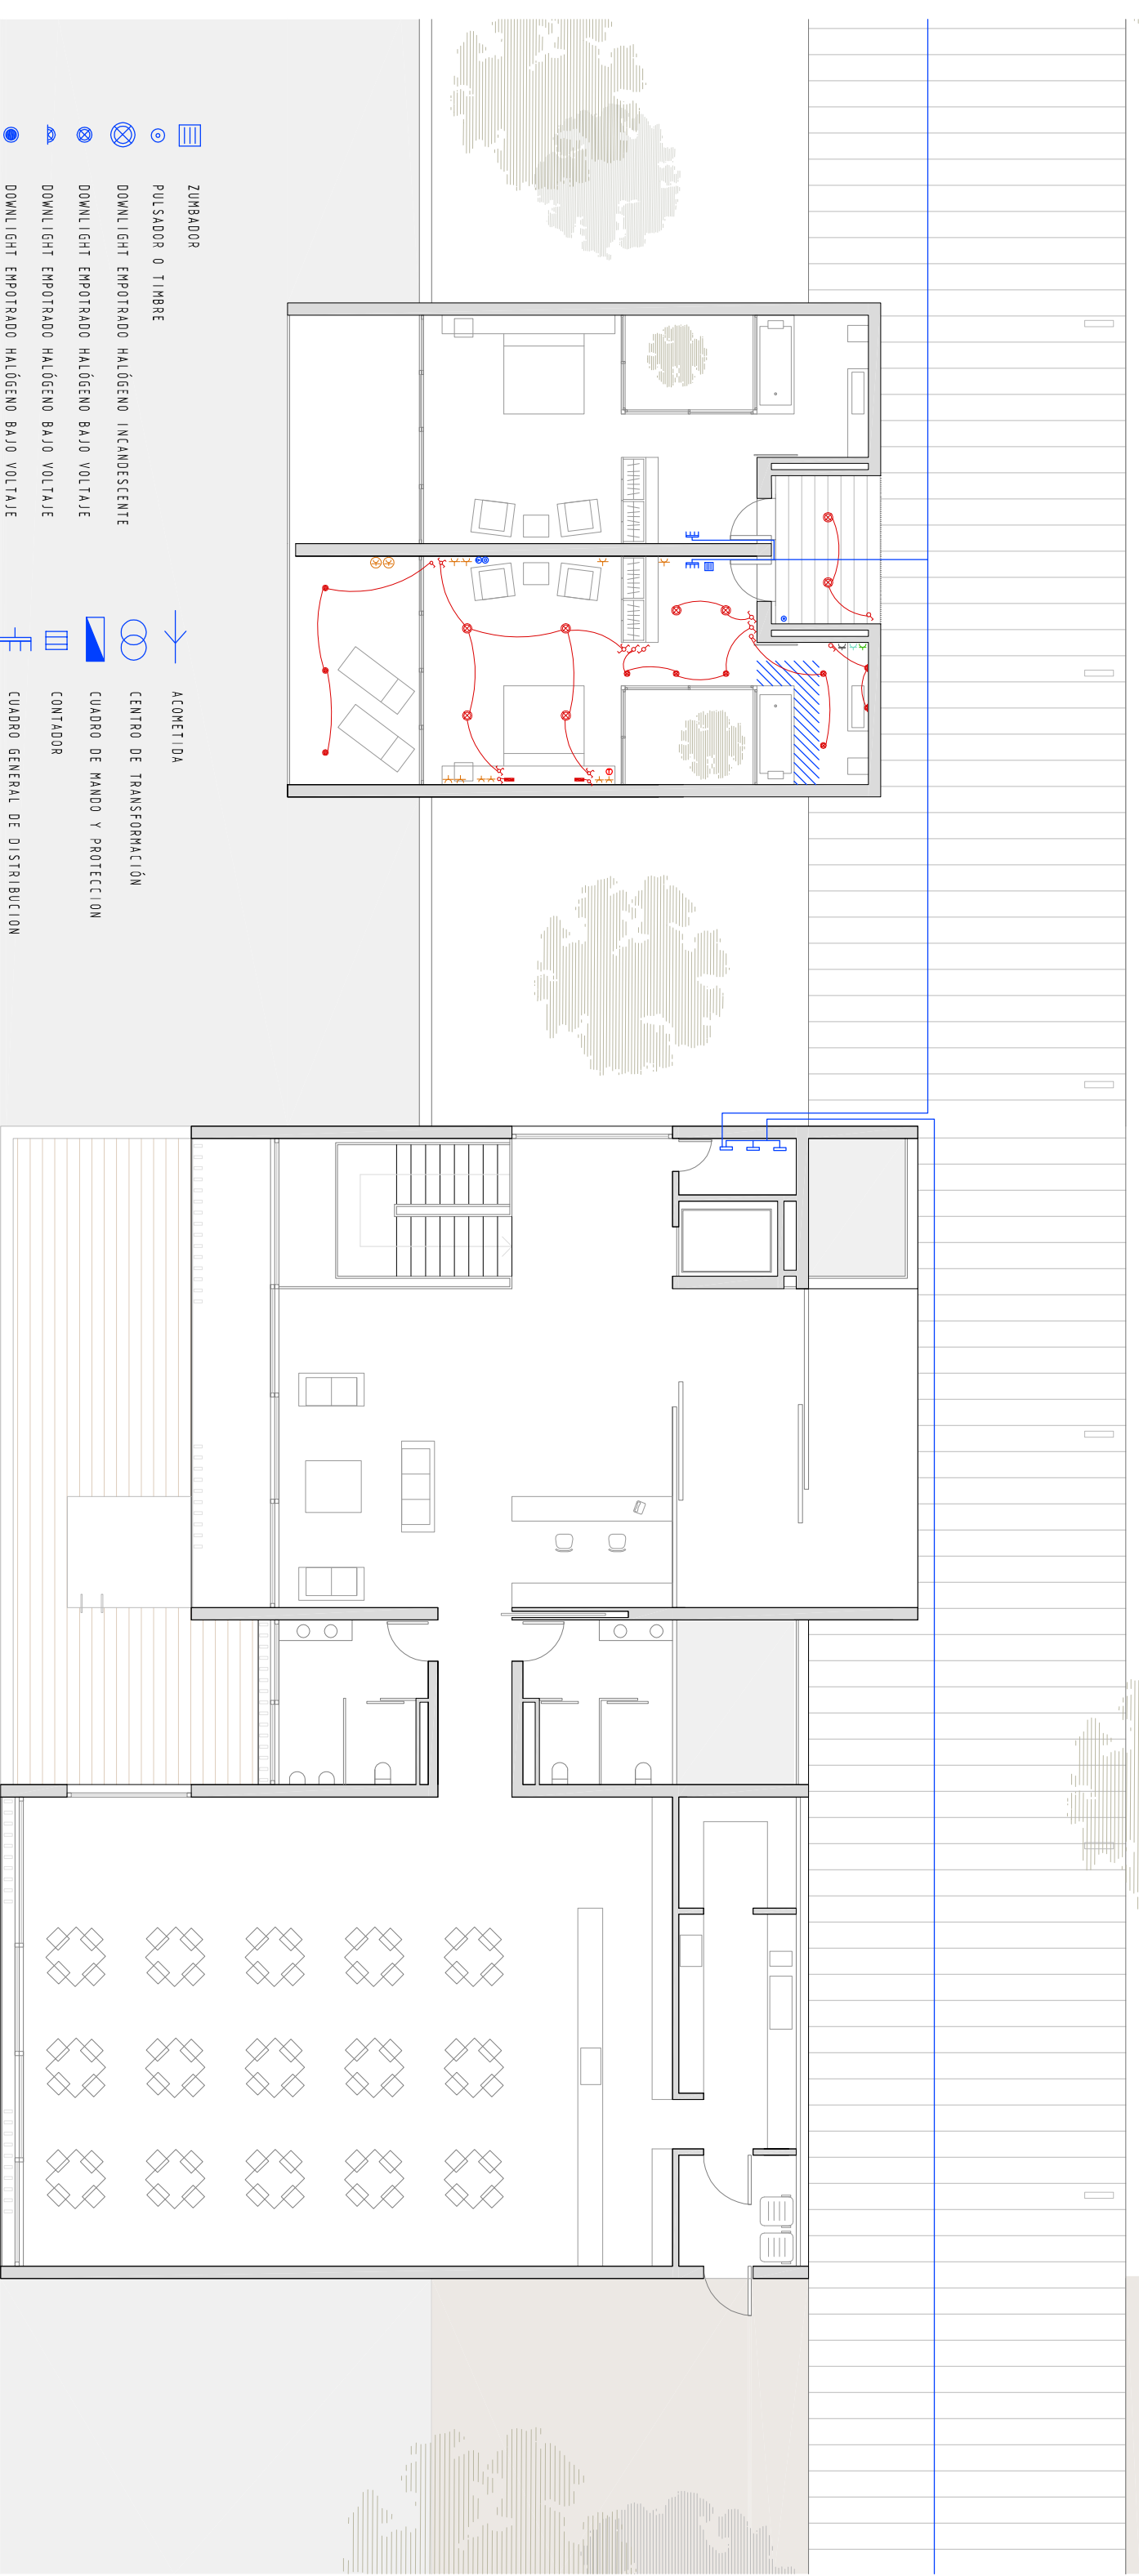 ZUMBADOR
PULSADOR O TIMBRE
DOWNLIGHT EMPOTRADO HALÓGENO INCANDESCENTE
DOWNLIGHT EMPOTRADO HALÓGENO BAJO VOLTAJE
DOWNLIGHT EMPOTRADO HALÓGENO BAJO VOLTAJE
DOWNLIGHT EMPOTRADO HALÓGENO BAJO VOLTAJE
ACOMETIDA
CENTRO DE TRANSFORMACIÓN
CUADRO DE MANDO Y PROTECCION
CONTADOR
CUADRO GENERAL DE DISTRIBUCION